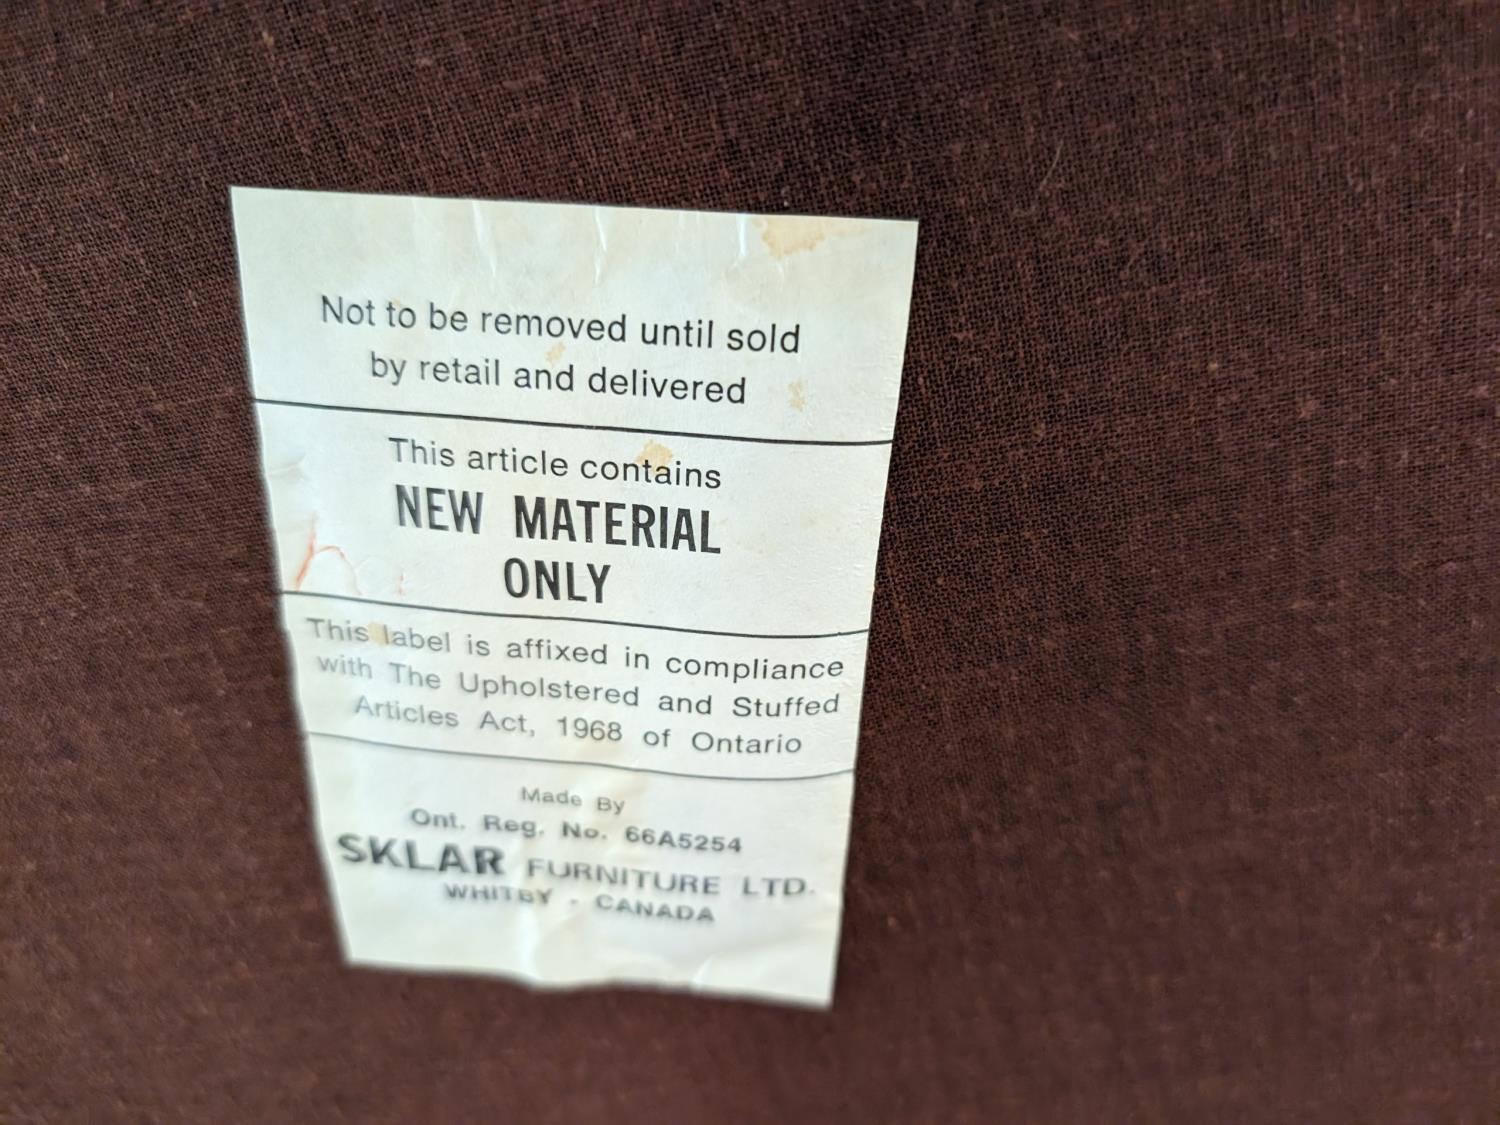 Not to be removed until sold
by retail and delivered
This article contains
NEW MATERIAL
ONLY
This label is affixed in compliance
with The Upholstered and Stuffed
Articles Act, 1968 of Ontario
Made By
Ont. Reg. No. 66A5254
SKLAR FURNITURE LTD.
WHITBY - CANADA